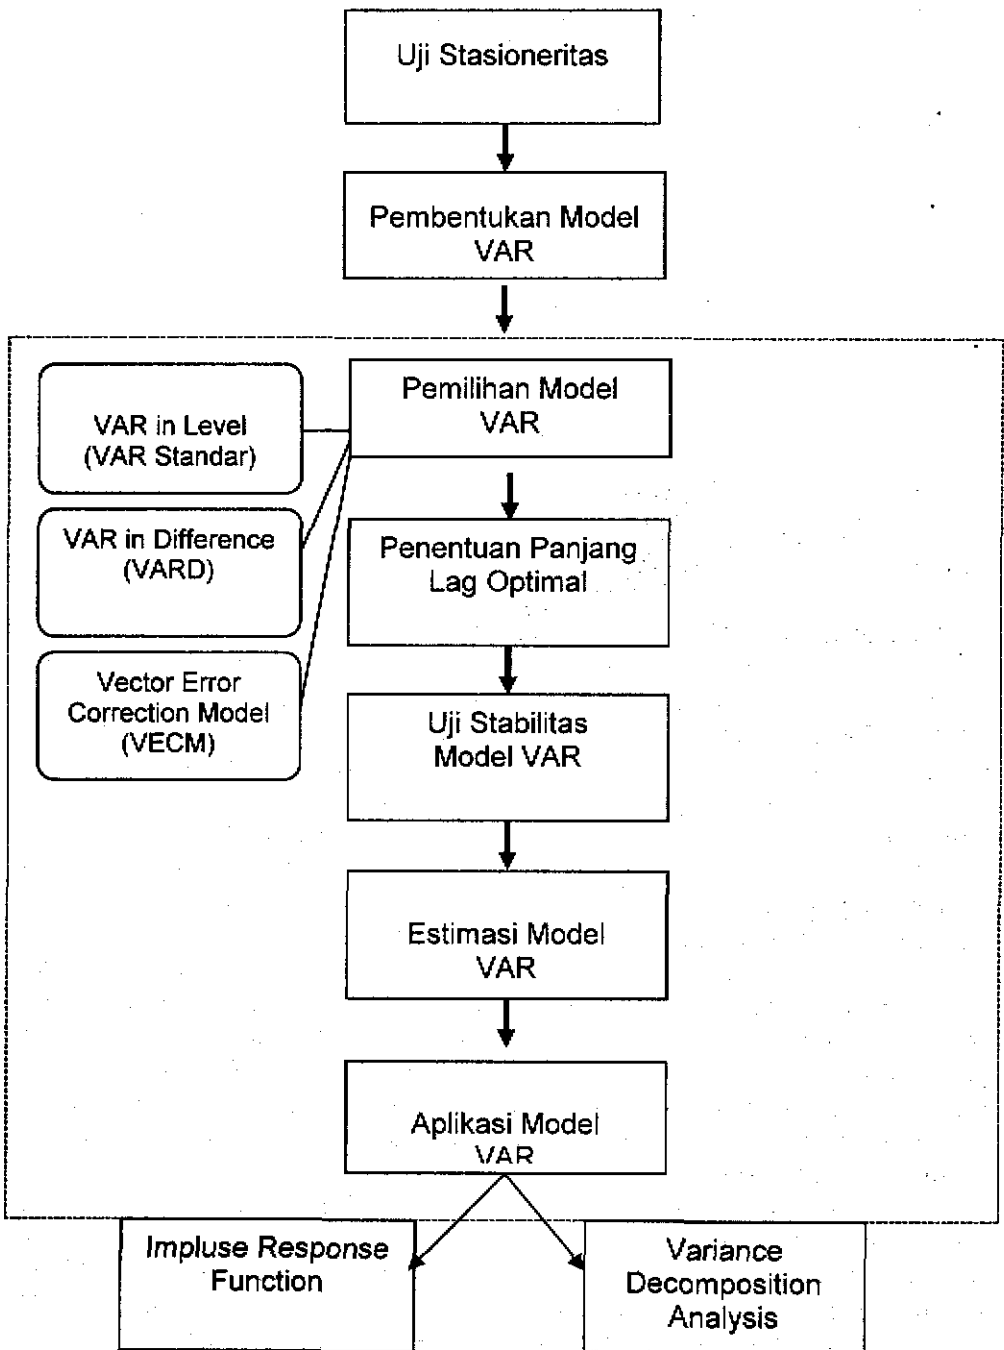 Uji Stasioneritas
Pembentukan Model
VAR
Pemilihan Model
VAR
VAR in Level
(VAR Standar)
VAR in Difference
(VARD)
Vector Error
Correction Model
(VECM)
Penentuan Panjang
Lag Optimal
Uji Stabilitas
Model VAR
Estimasi Model
VAR
Aplikasi Model
VAR
Impluse Response
Function
Variance
Decomposition
Analysis